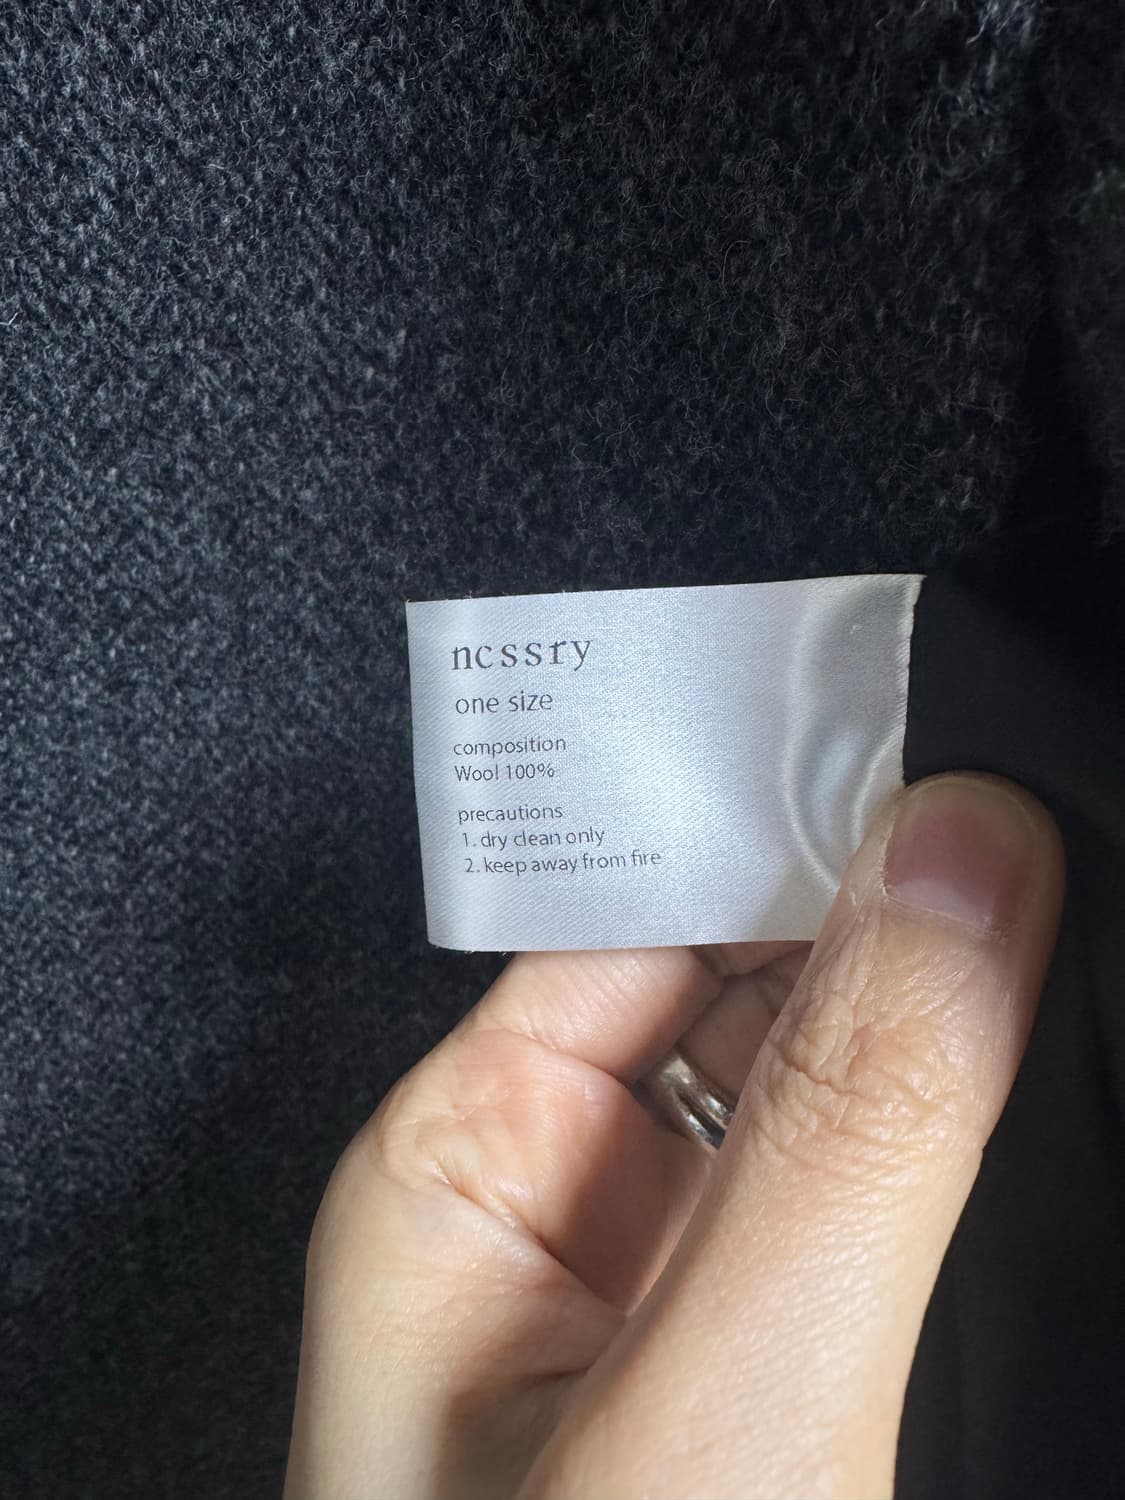 ncssry
one size
composition
Wool 100%
precautions
1. dry clean only
2. keep away from fire